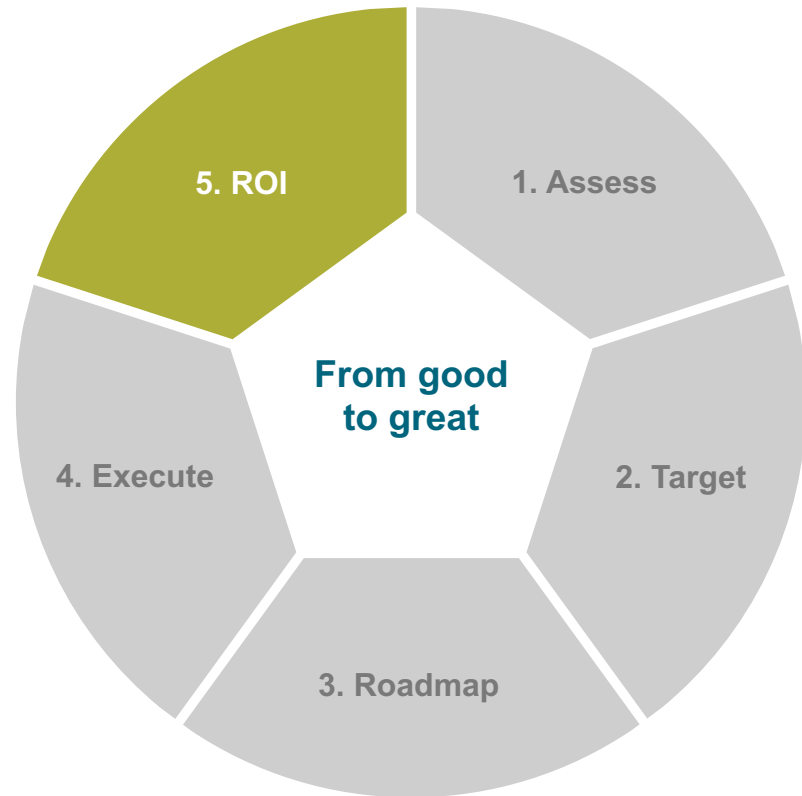 5. ROI
1. Assess
From good
to great
4. Execute
2. Target
3. Roadmap